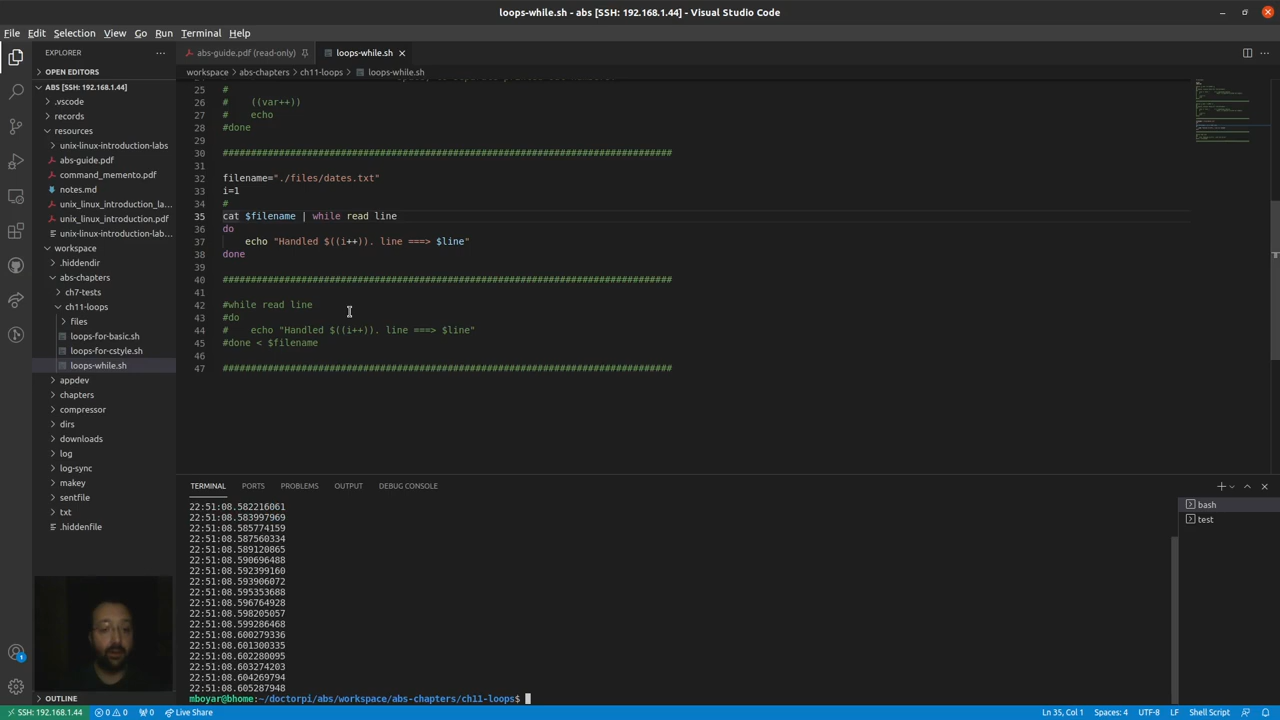 loops-while.sh - abs [SSH: 192.168.1.44] - Visual Studio Code
File Edit Selection View Go Run Terminal Help
EXPLORER
OPEN EDITORS
ABS [SSH: 192.168.1.44]
.vscode
records
resources
unix-linux-introduction-labs
abs-guide.pdf
command_memento.pdf
notes.md
unix_linux_introduction_la...
unix_linux_introduction.pdf
unix-linux-introduction-lab...
workspace
.hiddendir
abs-chapters
ch7-tests
ch11-loops
files
loops-for-basic.sh
loops-for-cstyle.sh
loops-while.sh
appdev
chapters
compressor
dirs
downloads
log
log-sync
makey
sentfile
txt
.hiddenfile
OUTLINE
abs-guide.pdf (read-only) loops-while.sh
workspace > abs-chapters > ch11-loops > loops-while.sh
25 #
26 #    ((var++))
27 #    echo
28 #done
29
30 ################################################################################
31
32 filename="./files/dates.txt"
33 i=1
34 #
35 cat $filename | while read line
36 do
37     echo "Handled $((i++)). line ===> $line"
38 done
39
40 ################################################################################
41
42 #while read line
43 #do
44 #    echo "Handled $((i++)). line ===> $line"
45 #done < $filename
46
47 ################################################################################
TERMINAL PORTS PROBLEMS OUTPUT DEBUG CONSOLE
22:51:08.582216061
22:51:08.583997969
22:51:08.585774159
22:51:08.587560334
22:51:08.589120865
22:51:08.590696488
22:51:08.592399160
22:51:08.593906072
22:51:08.595353688
22:51:08.596764928
22:51:08.598205057
22:51:08.599286468
22:51:08.600279336
22:51:08.601300335
22:51:08.602280095
22:51:08.603274203
22:51:08.604269794
22:51:08.605287948
mboyar@bhome:~/doctorpi/abs/workspace/abs-chapters/ch11-loops$
bash
test
1
SSH: 192.168.1.44 0 0 0 Live Share Ln 35, Col 1 Spaces: 4 UTF-8 LF Shell Script